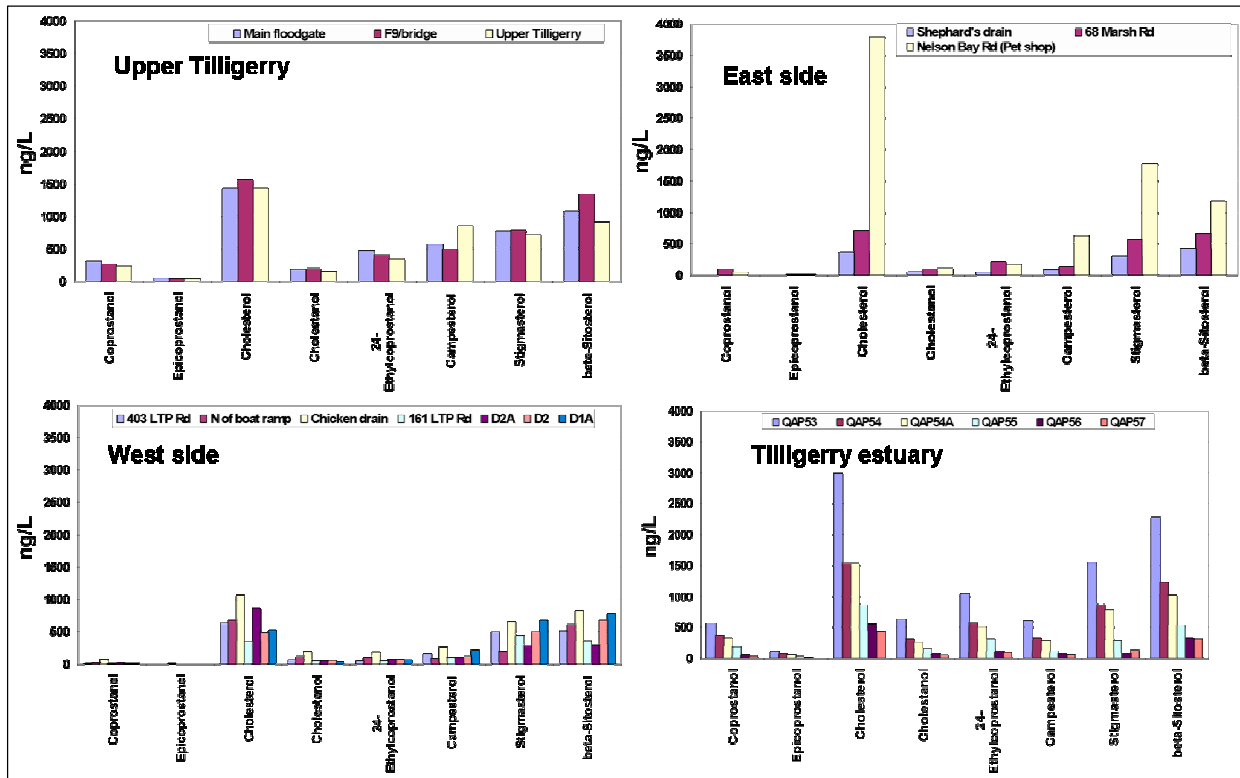 Main floodgate F9/bridge Upper Tilligerry
Upper Tilligerry
ng/L
4000
3500
3000
2500
2000
1500
1000
500
0
Coprostanol
Epicoprostanol
Cholesterol
Cholestanol
24-
Ethylcoprostanol
Campesterol
Stigmasterol
beta-Sitosterol
Shephard's drain 68 Marsh Rd
Nelson Bay Rd (Pet shop)
East side
ng/L
4000
3500
3000
2500
2000
1500
1000
500
0
Coprostanol
Epicoprostanol
Cholesterol
Cholestanol
24-
Ethylcoprostanol
Campesterol
Stigmasterol
beta-Sitosterol
403 LTP Rd N of boat ramp Chicken drain 161 LTP Rd D2A D2 D1A
West side
ng/L
4000
3500
3000
2500
2000
1500
1000
500
0
Coprostanol
Epicoprostanol
Cholesterol
Cholestanol
24-
Ethylcoprostanol
Campesterol
Stigmasterol
beta-Sitosterol
QAP53 QAP54 QAP54A QAP55 QAP56 QAP57
Tilligerry estuary
ng/L
4000
3500
3000
2500
2000
1500
1000
500
0
Coprostanol
Epicoprostanol
Cholesterol
Cholestanol
24-
Ethylcoprostanol
Campesterol
Stigmasterol
beta-Sitosterol